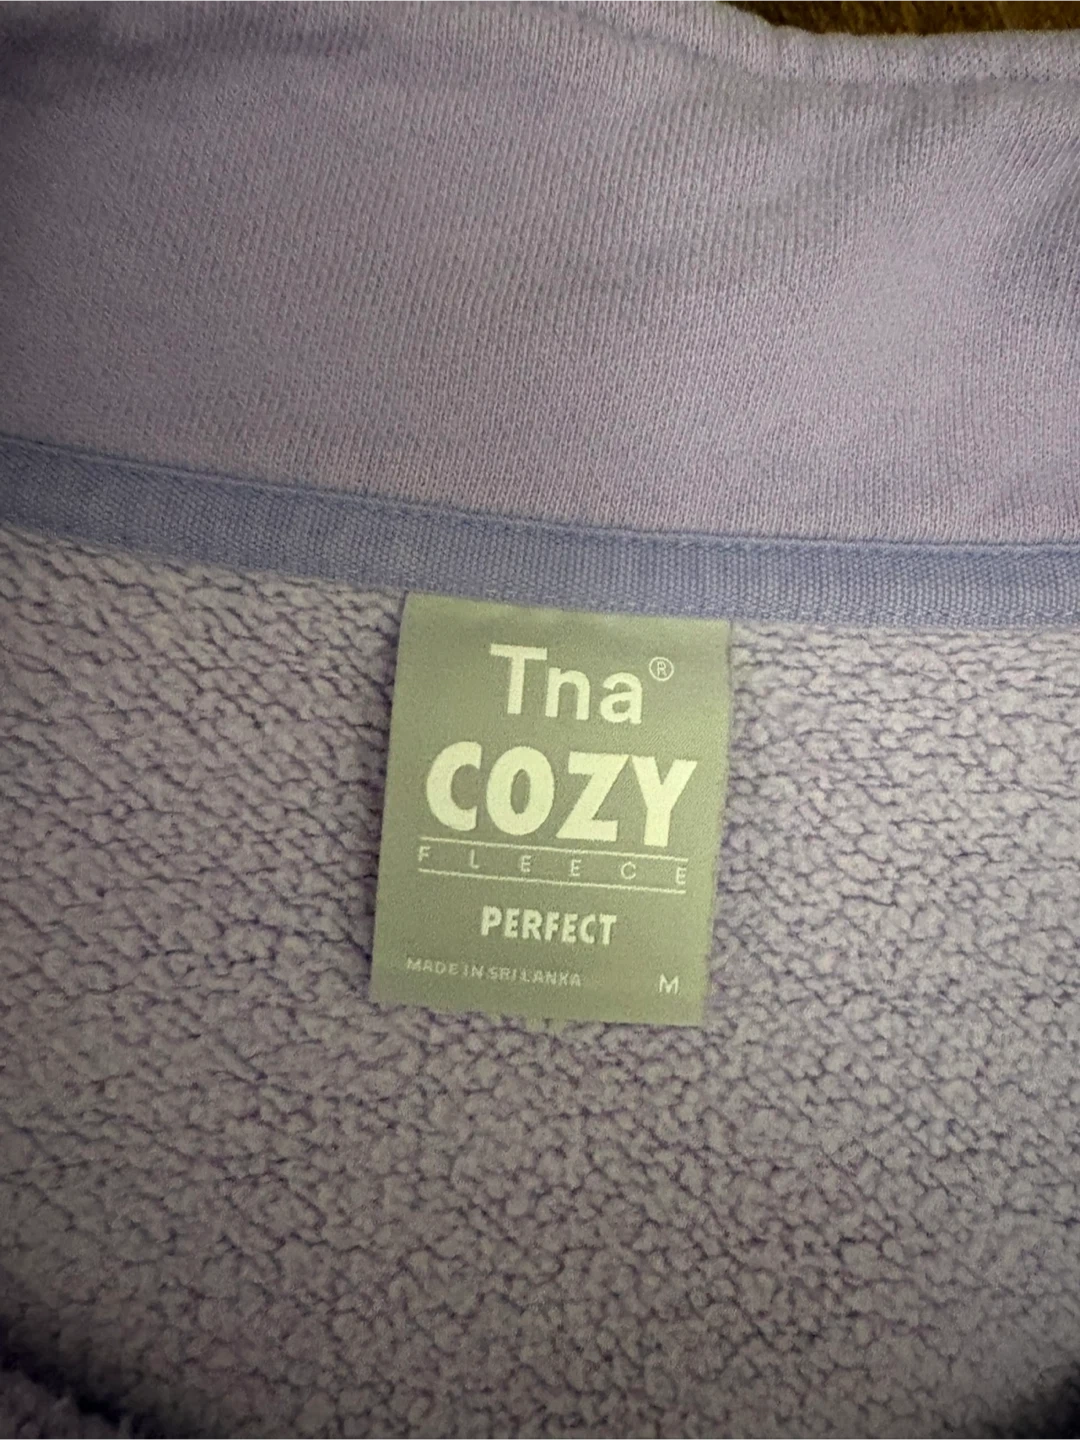 Tna®
COZY
FLEECE
PERFECT
MADE IN SRI LANKA M